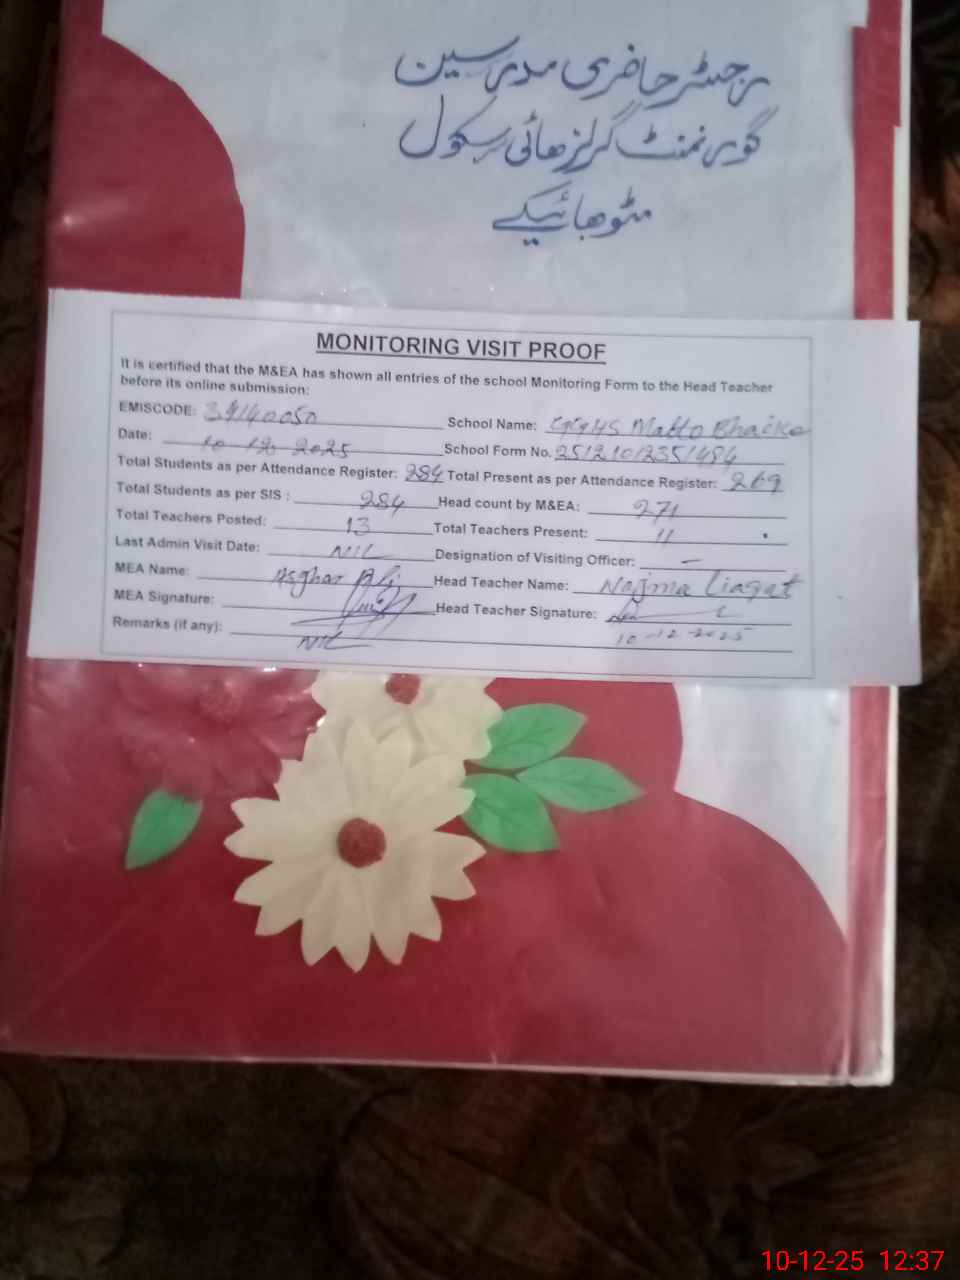 رجسٹر حاضری مدرسین
گورنمنٹ گرلز ھائی سکول
مٹو بھائیکے
MONITORING VISIT PROOF
It is certified that the M&EA has shown all entries of the school Monitoring Form to the Head Teacher
before its online submission:
EMISCODE: 34140050 School Name: GGHS Matto Bhaike
Date: 10-12-2025 School Form No. 25121012351484
Total Students as per Attendance Register: 284 Total Present as per Attendance Register: 269
Total Students as per SIS : 284 Head count by M&EA: 271
Total Teachers Posted: 13 Total Teachers Present: 11
Last Admin Visit Date: NIL Designation of Visiting Officer: –
MEA Name: Asghar Ali Head Teacher Name: Najma Liaqat
MEA Signature: Head Teacher Signature:
Remarks (if any): NIL 10-12-2025
10-12-25 12:37